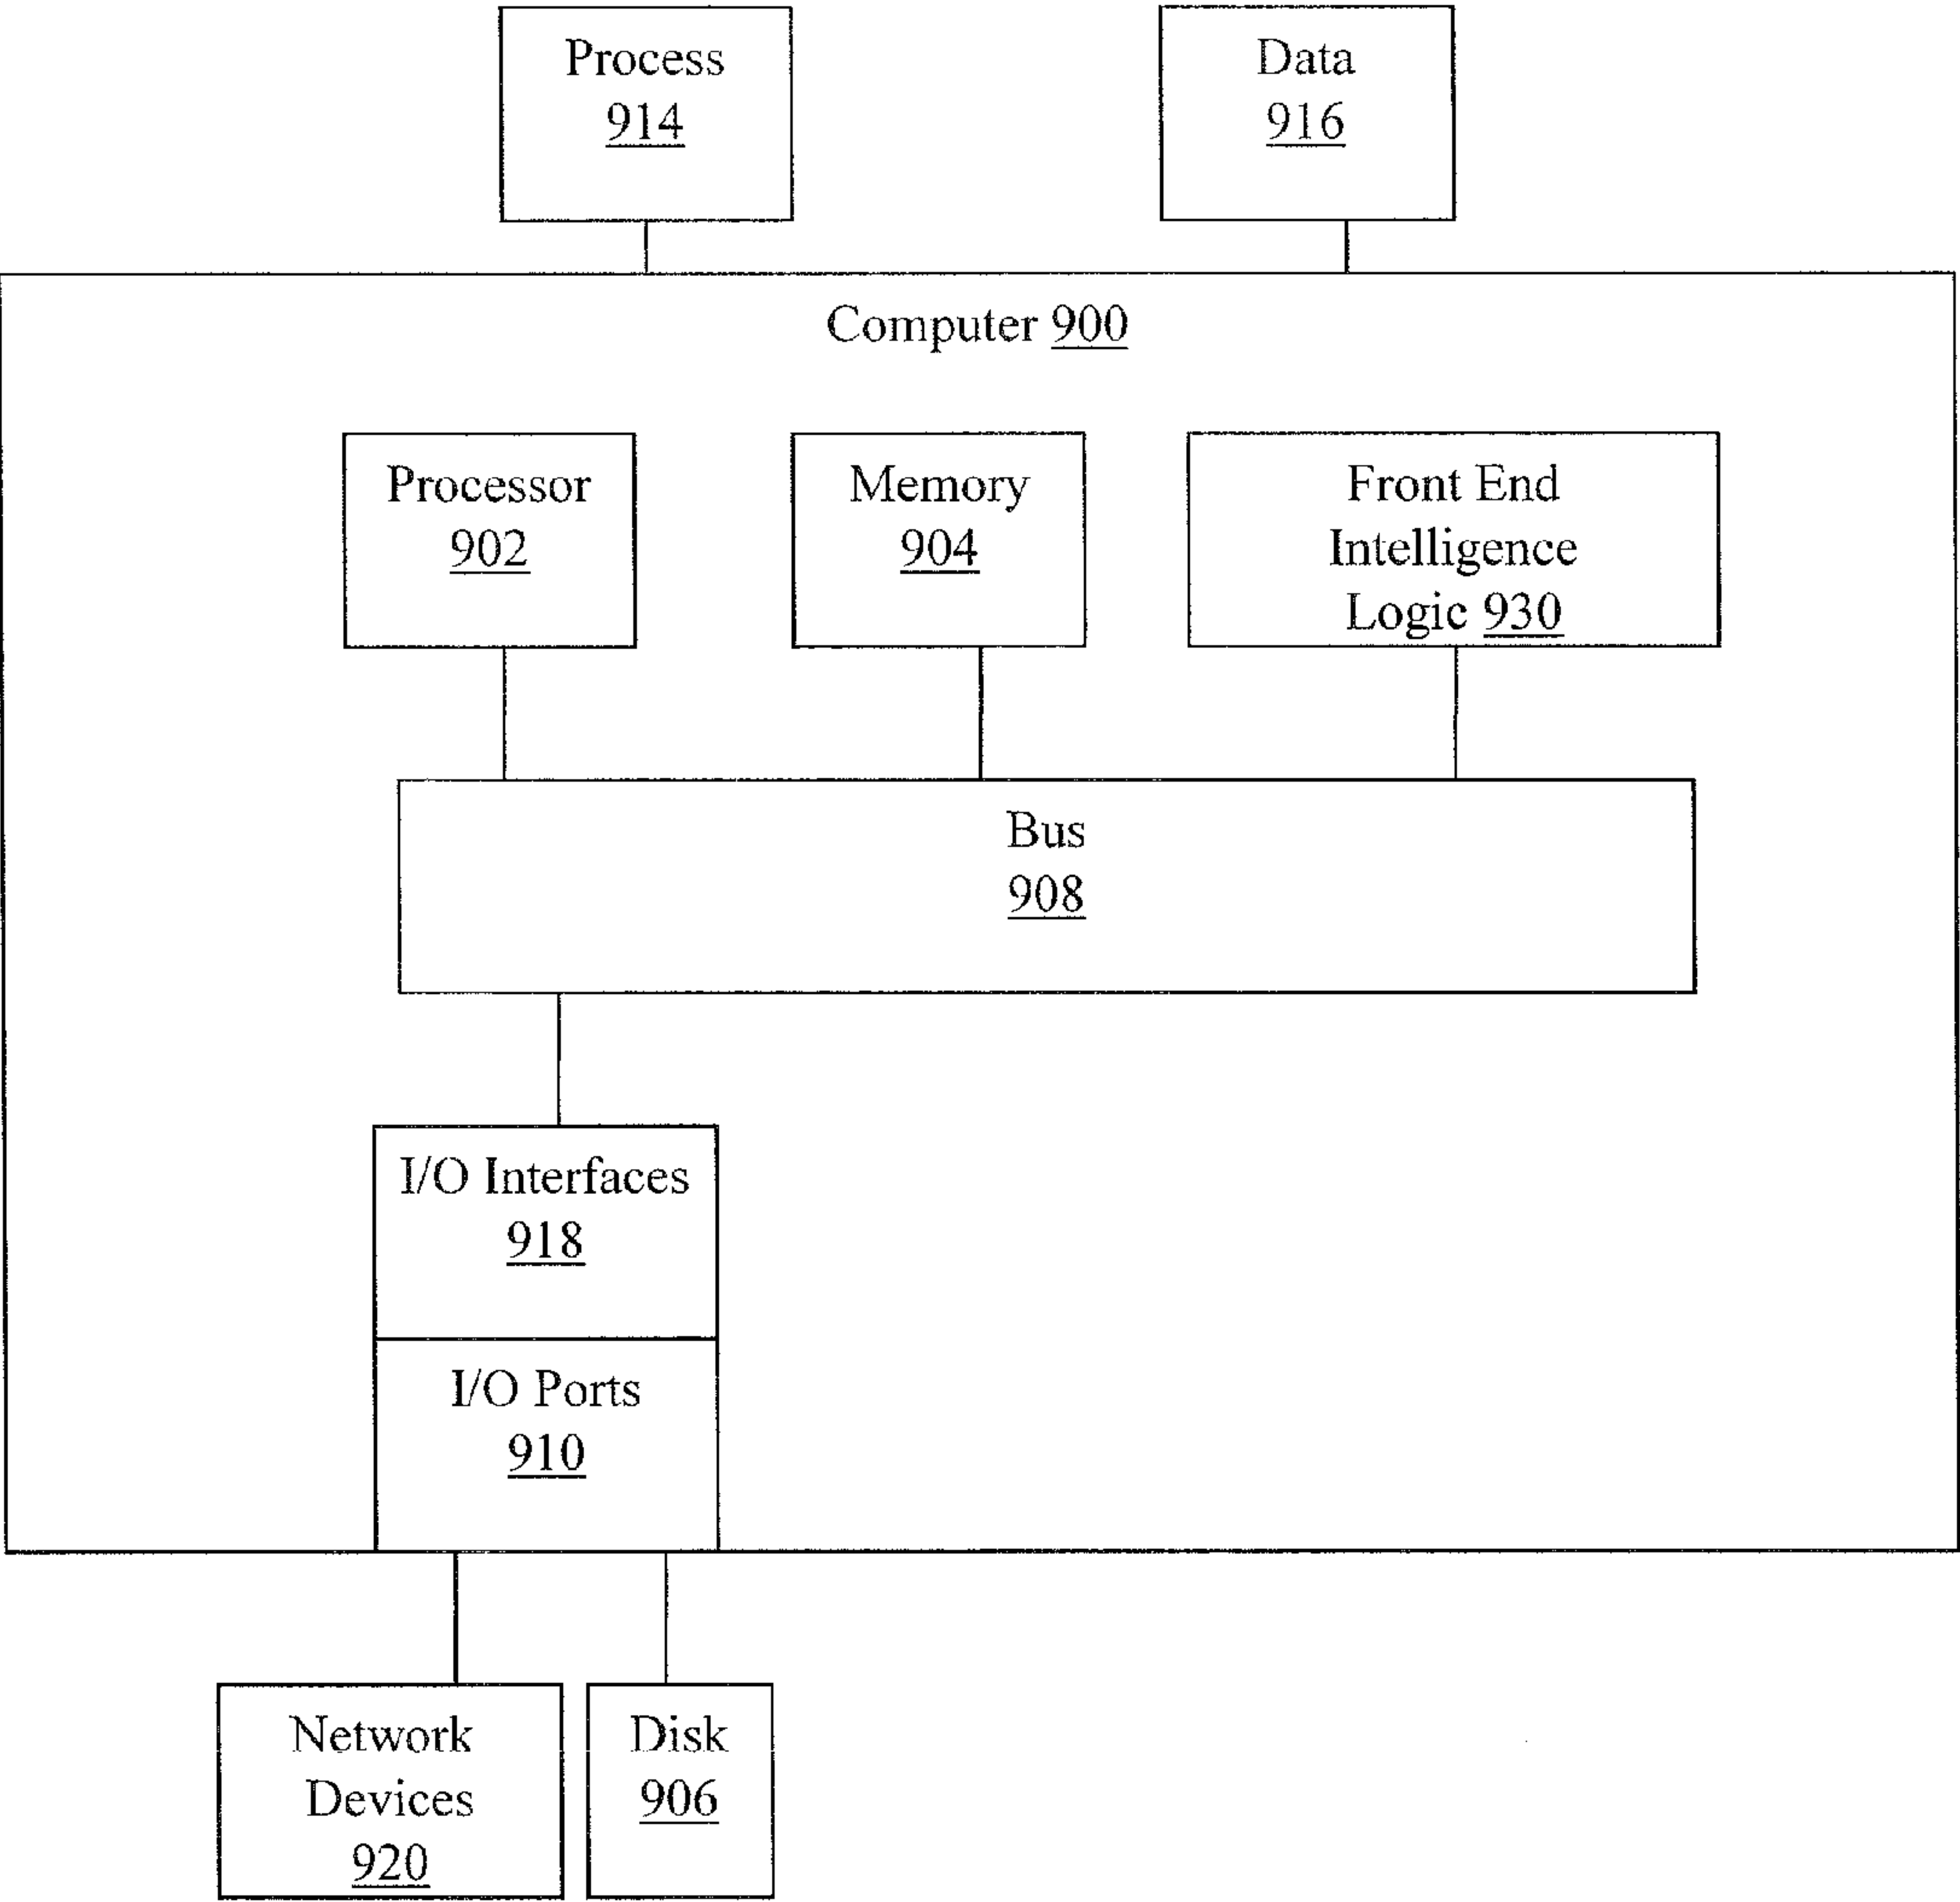 Process
914
Data
916
Computer 900
Processor
902
Memory
904
Front End
Intelligence
Logic 930
Bus
908
I/O Interfaces
918
I/O Ports
910
Network
Devices
920
Disk
906